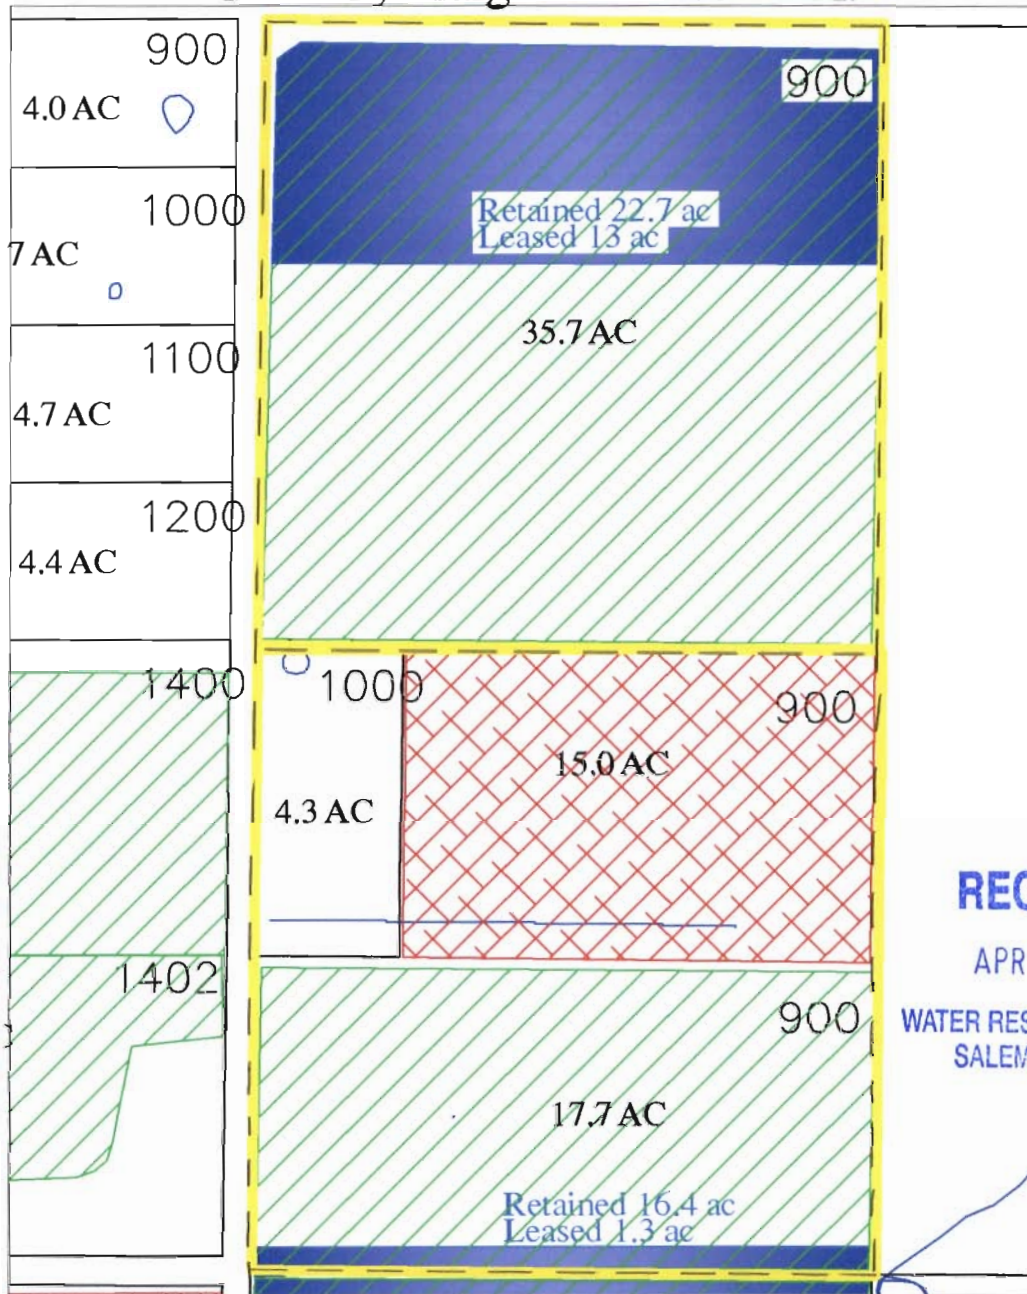 900
4.0 AC
1000
7 AC
1100
4.7 AC
1200
4.4 AC
1400
1402
900
Retained 22.7 ac
Leased 13 ac
35.7 AC
1000
4.3 AC
900
15.0 AC
900
17.7 AC
Retained 16.4 ac
Leased 1.3 ac
APR
WATER RES
SALEM